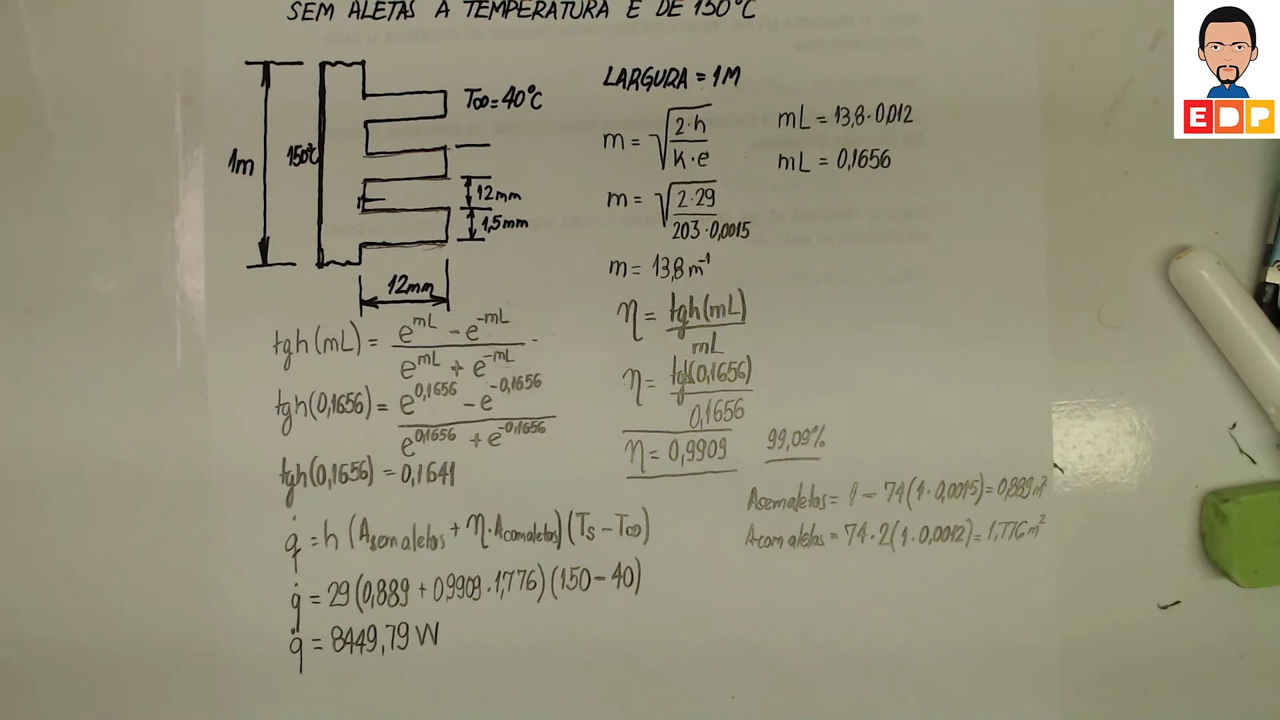 SEM ALETAS A TEMPERATURA É DE 150°C
EDP
LARGURA = 1M
T∞ = 40°C
1m
150°C
12mm
1,5mm
12mm
m = √(2·h / K·e)
m = √(2·29 / 203·0,0015)
m = 13,8 m⁻¹
mL = 13,8·0,012
mL = 0,1656
tgh(mL) = (e^mL − e^−mL) / (e^mL + e^−mL)
tgh(0,1656) = (e^0,1656 − e^−0,1656) / (e^0,1656 + e^−0,1656)
tgh(0,1656) = 0,1641
η = tgh(mL) / mL
η = tgh(0,1656) / 0,1656
η = 0,9909
99,09%
Asemaletas = 1 − 74(1·0,0015) = 0,889m²
Acomaletas = 74·2(1·0,0012) = 1,776m²
q̇ = h(Asemaletas + η·Acomaletas)(Ts − T∞)
q̇ = 29(0,889 + 0,9909·1,776)(150 − 40)
q̇ = 8449,79 W